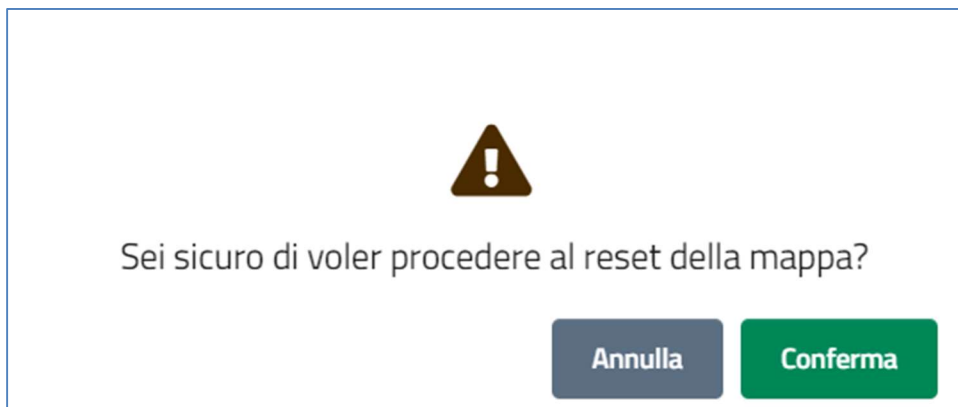 Sei sicuro di voler procedere al reset della mappa?
Annulla Conferma